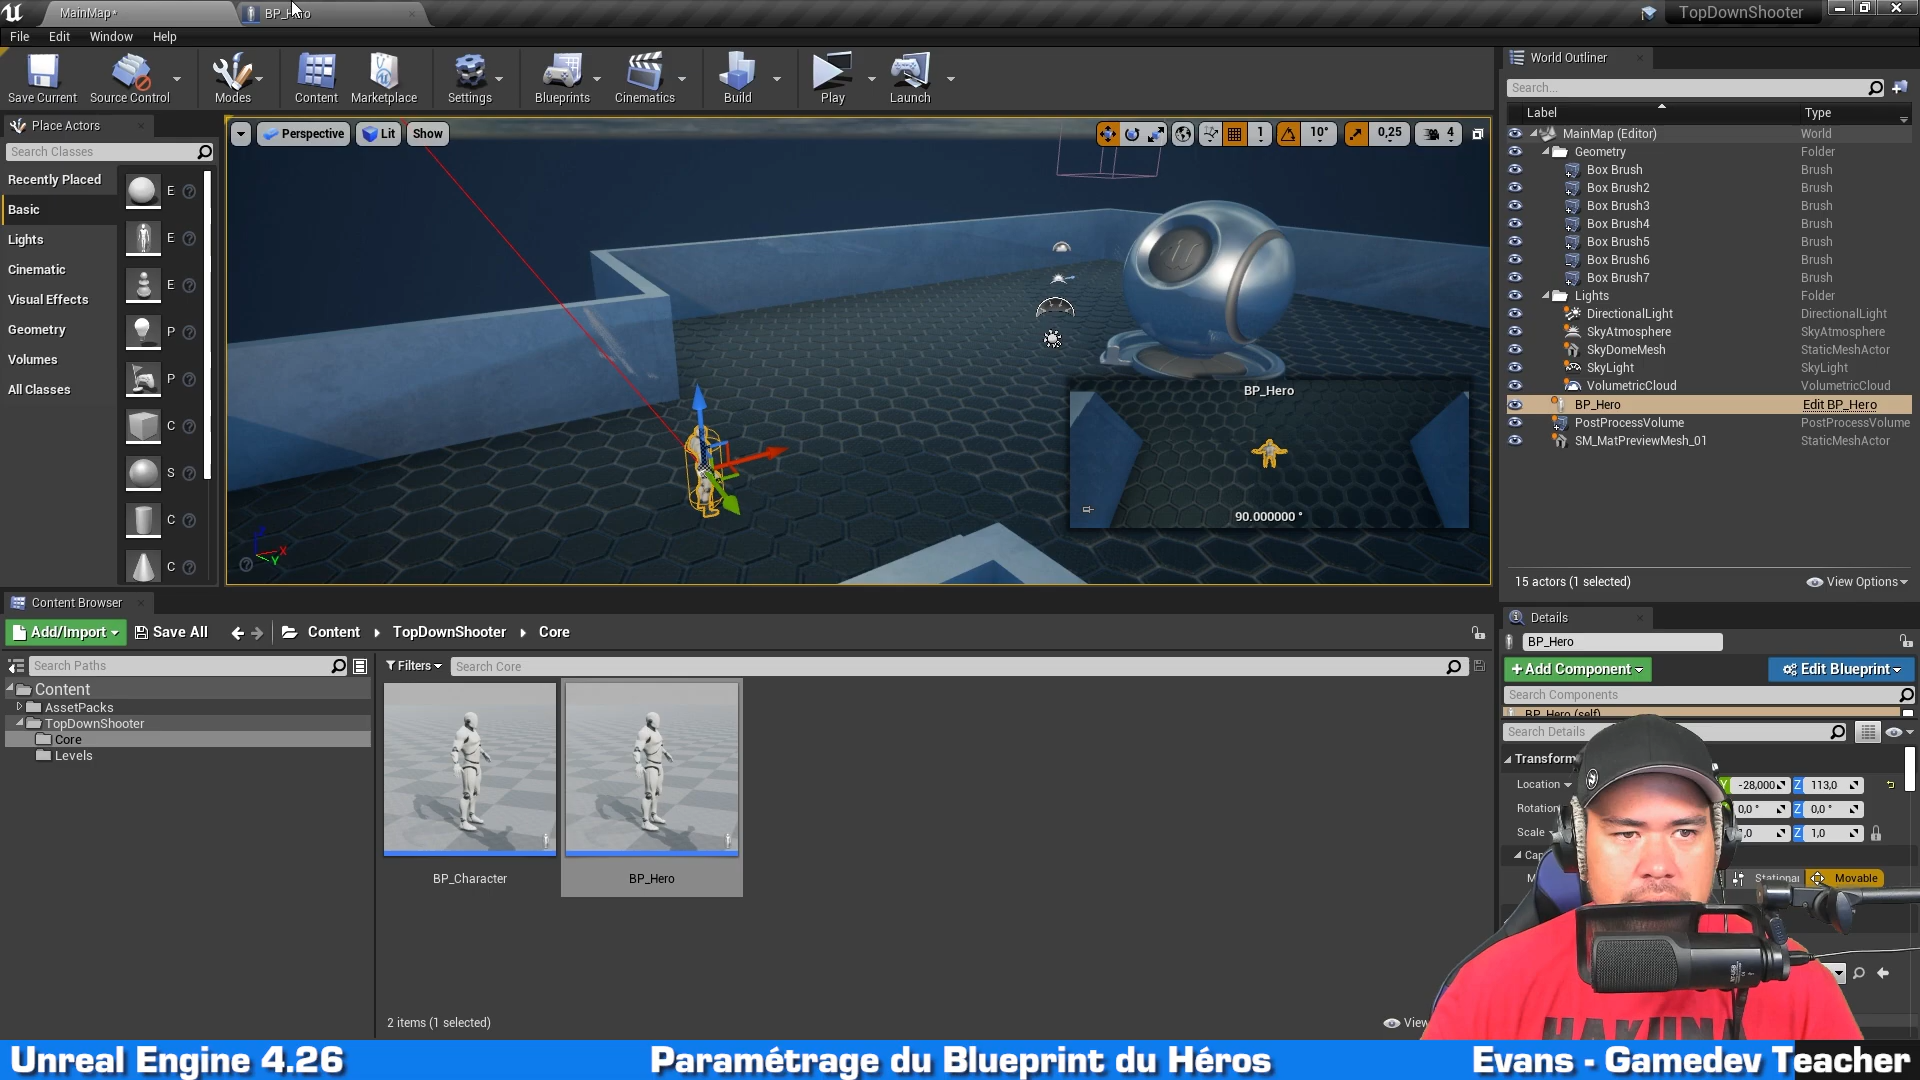 MainMap*
BP_Hero
TopDownShooter
File Edit Window Help
Save Current
Source Control
Modes
Content
Marketplace
Settings
Blueprints
Cinematics
Build
Play
Launch
Place Actors
Search Classes
Recently Placed
Basic
Lights
Cinematic
Visual Effects
Geometry
Volumes
All Classes
E
E
E
P
P
C
S
C
C
Perspective
Lit
Show
1
10°
0,25
4
BP_Hero
90.000000 °
X
Y
World Outliner
Search...
Label Type
MainMap (Editor) World
Geometry Folder
Box Brush Brush
Box Brush2 Brush
Box Brush3 Brush
Box Brush4 Brush
Box Brush5 Brush
Box Brush6 Brush
Box Brush7 Brush
Lights Folder
DirectionalLight DirectionalLight
SkyAtmosphere SkyAtmosphere
SkyDomeMesh StaticMeshActor
SkyLight SkyLight
VolumetricCloud VolumetricCloud
BP_Hero Edit BP_Hero
PostProcessVolume PostProcessVolume
SM_MatPreviewMesh_01 StaticMeshActor
15 actors (1 selected)
View Options
Content Browser
Add/Import
Save All
Content TopDownShooter Core
Search Paths
Filters
Search Core
Content
AssetPacks
TopDownShooter
Core
Levels
BP_Character
BP_Hero
2 items (1 selected)
View
Details
BP_Hero
+Add Component
Edit Blueprint
Search Components
BP_Hero (self)
Search Details
Transform
Location Y -28,000 Z 113,0
Rotation 0,0 ° Z 0,0 °
Scale Z 1,0
Stationar Movable
Unreal Engine 4.26
Paramétrage du Blueprint du Héros
Evans - Gamedev Teacher